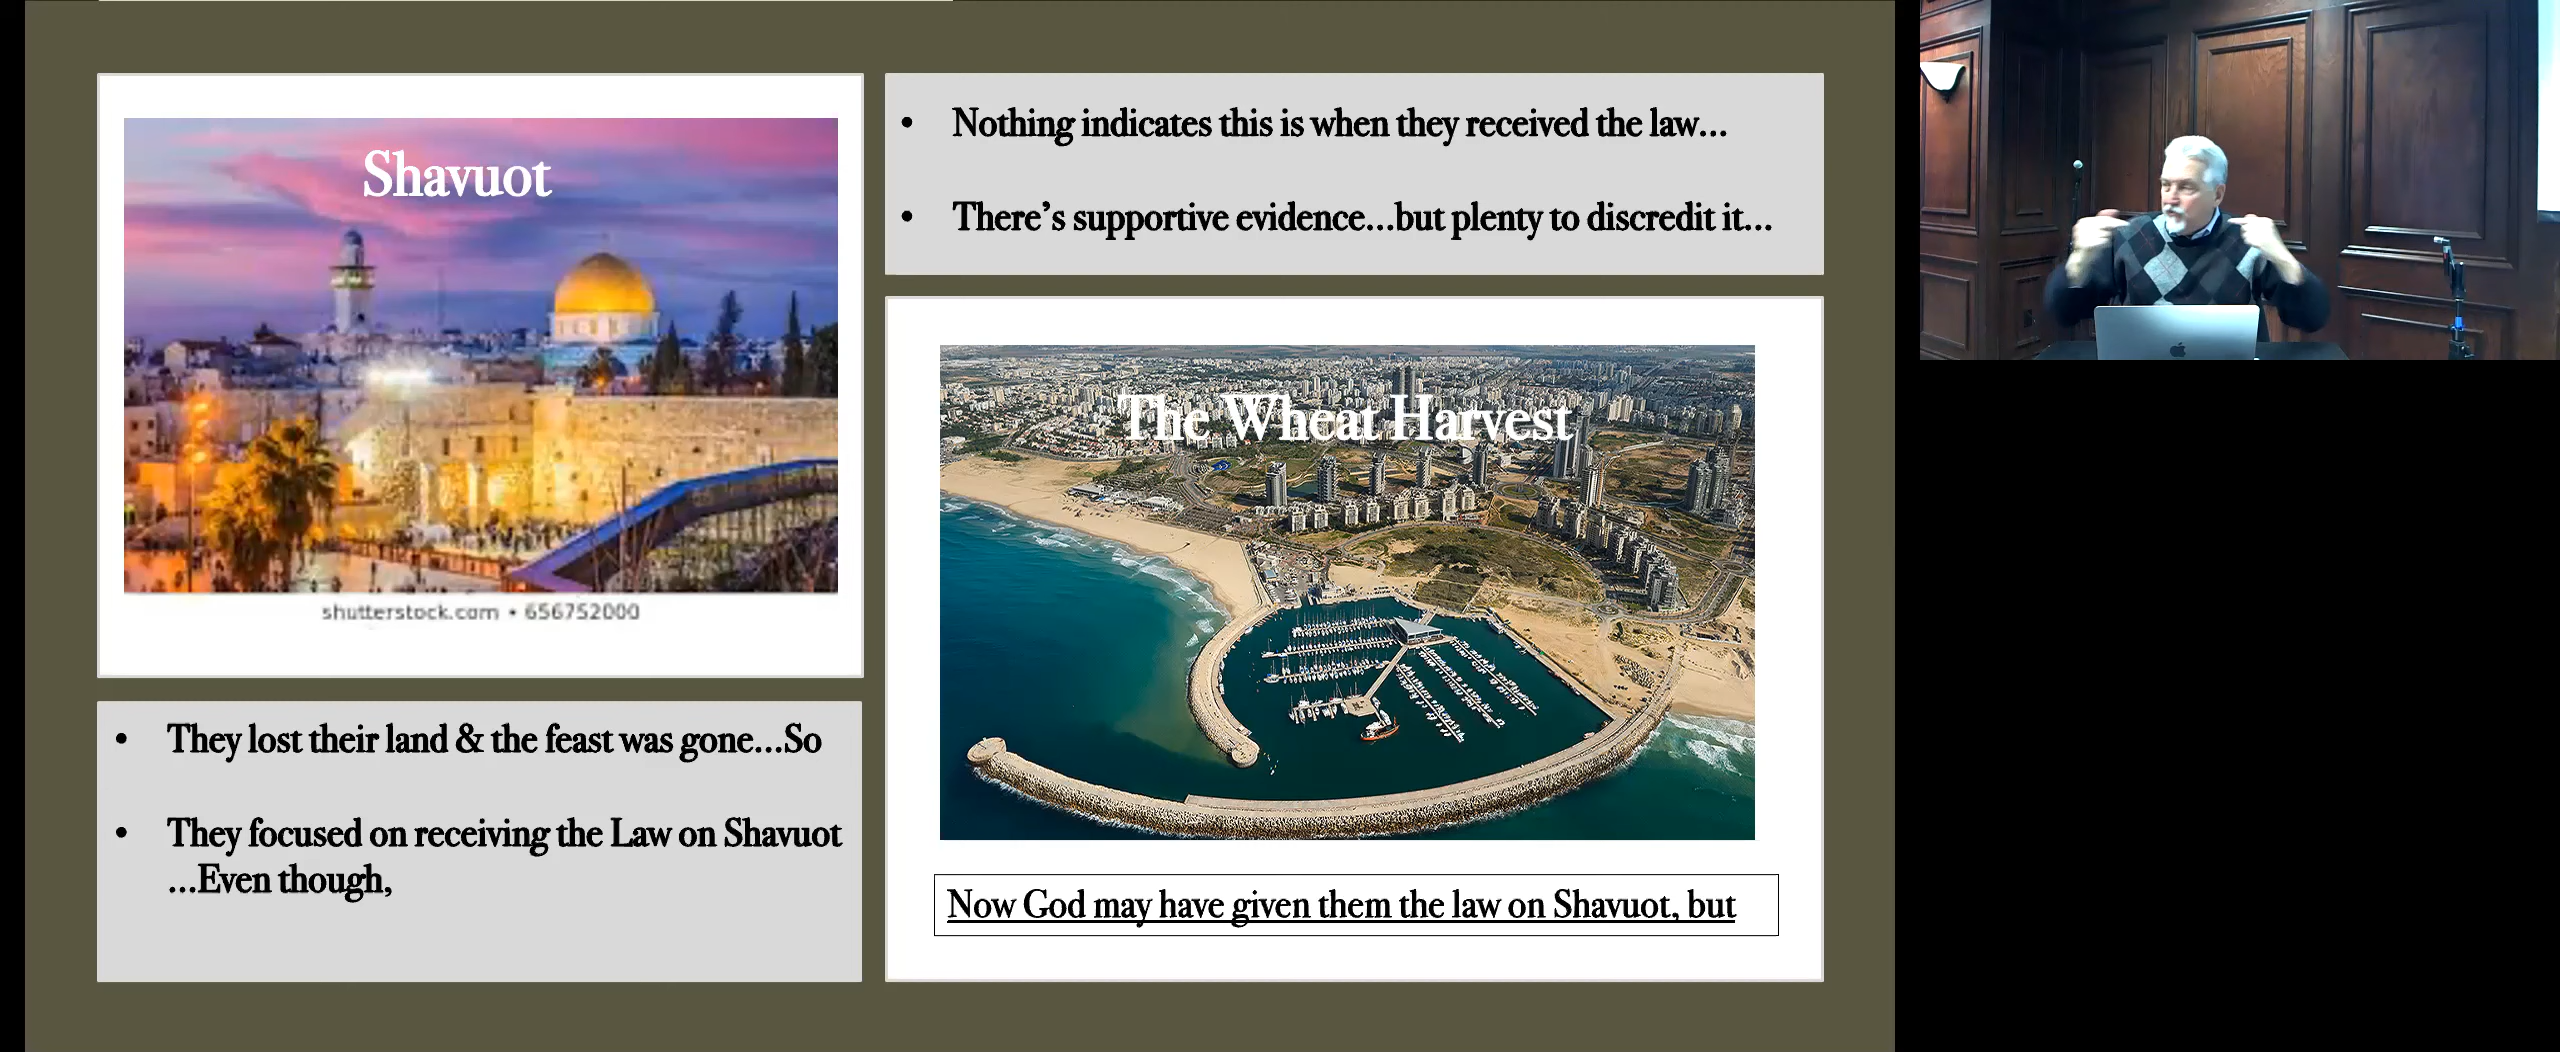 Shavuot
shutterstock.com • 656752000
• They lost their land & the feast was gone...So
• They focused on receiving the Law on Shavuot
...Even though,
• Nothing indicates this is when they received the law...
• There’s supportive evidence...but plenty to discredit it...
The Wheat Harvest
Now God may have given them the law on Shavuot, but